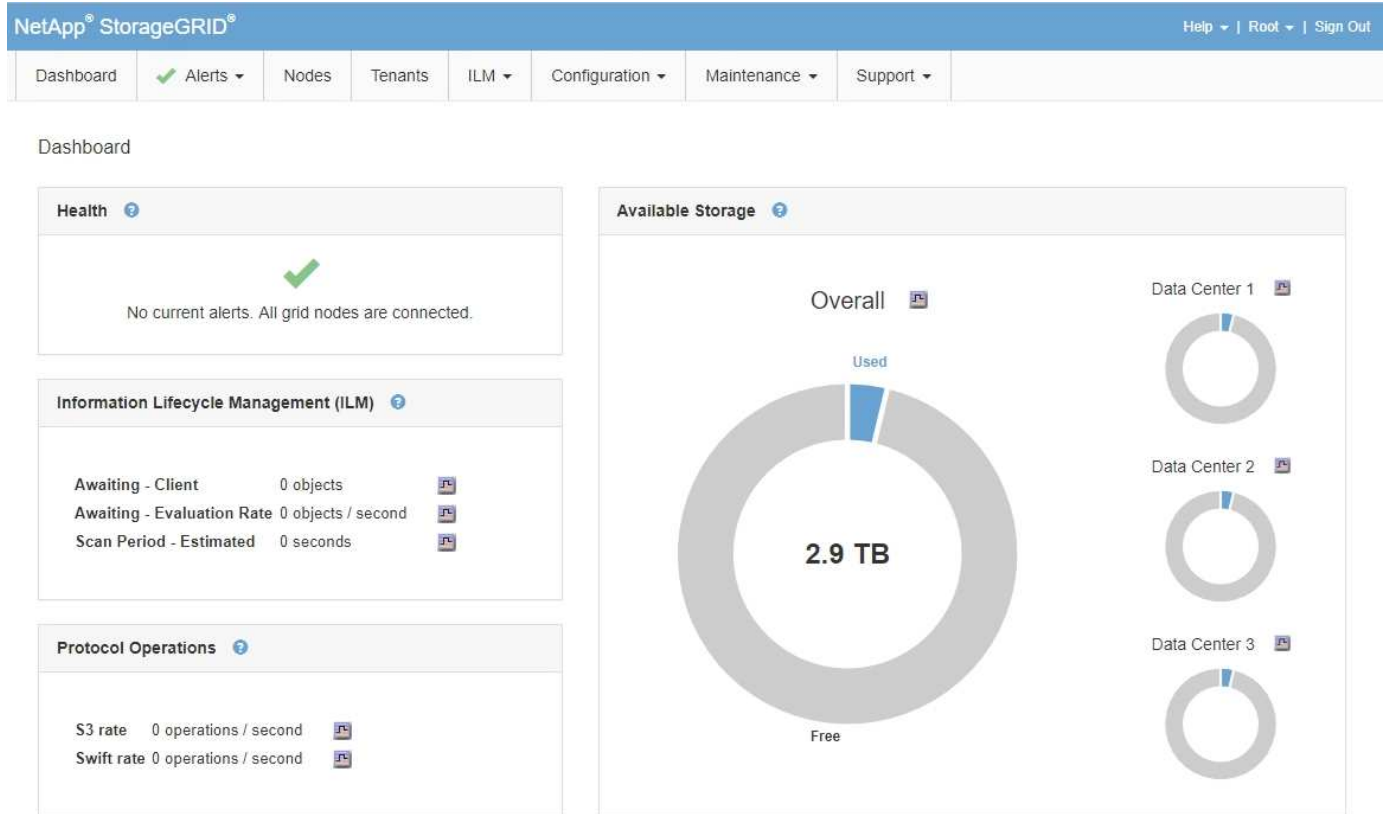 NetApp® StorageGRID®
Help | Root | Sign Out
Dashboard
Alerts
Nodes
Tenants
ILM
Configuration
Maintenance
Support
Dashboard
Health
No current alerts. All grid nodes are connected.
Information Lifecycle Management (ILM)
Awaiting - Client 0 objects
Awaiting - Evaluation Rate 0 objects / second
Scan Period - Estimated 0 seconds
Protocol Operations
S3 rate 0 operations / second
Swift rate 0 operations / second
Available Storage
Overall
Used
2.9 TB
Free
Data Center 1
Data Center 2
Data Center 3